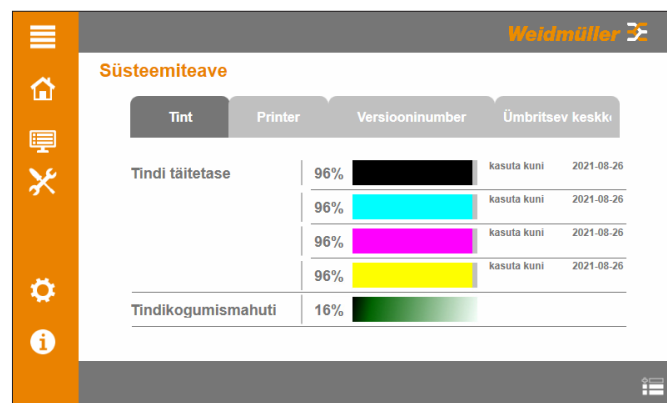 Weidmüller
Süsteemiteave
Tint Printer Versiooninumber Ümbritsev keskk
Tindi täitetase 96% kasuta kuni 2021-08-26
96% kasuta kuni 2021-08-26
96% kasuta kuni 2021-08-26
96% kasuta kuni 2021-08-26
Tindikogumismahuti 16%